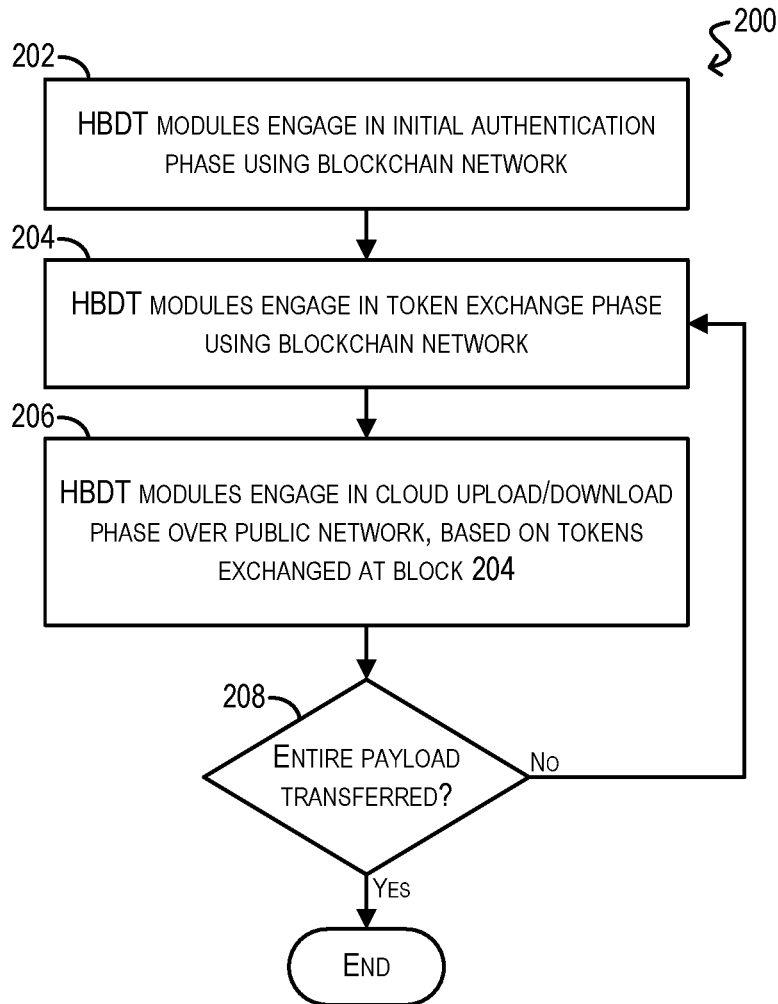 200
202
HBDT MODULES ENGAGE IN INITIAL AUTHENTICATION
PHASE USING BLOCKCHAIN NETWORK
204
HBDT MODULES ENGAGE IN TOKEN EXCHANGE PHASE
USING BLOCKCHAIN NETWORK
206
HBDT MODULES ENGAGE IN CLOUD UPLOAD/DOWNLOAD
PHASE OVER PUBLIC NETWORK, BASED ON TOKENS
EXCHANGED AT BLOCK 204
208
ENTIRE PAYLOAD
TRANSFERRED?
NO
YES
END